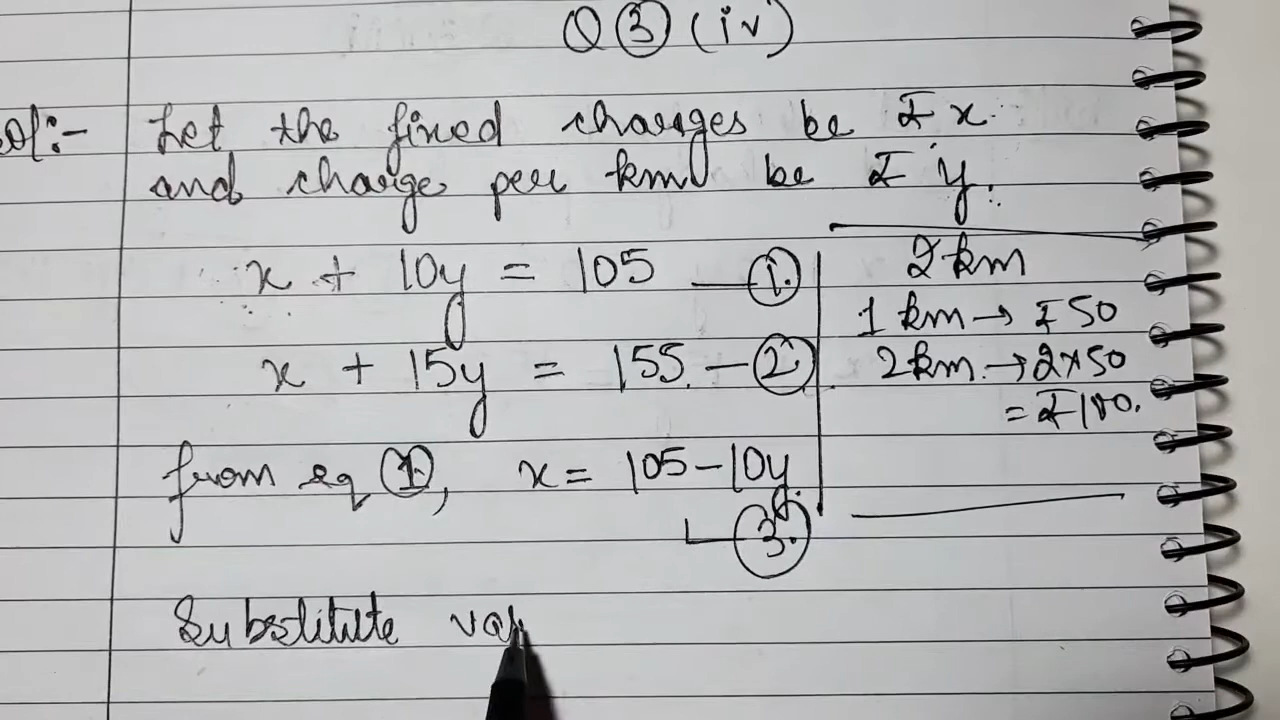 Q ③ (iv)
Sol:- Let the fixed charges be ₹ x.
and charge per km be ₹ y.
x + 10y = 105 — ①
x + 15y = 155. — ②
from eq ①, x = 105 - 10y.
③
2 km
1 km → ₹ 50
2 km → 2 x 50
= ₹ 100.
Substitute val